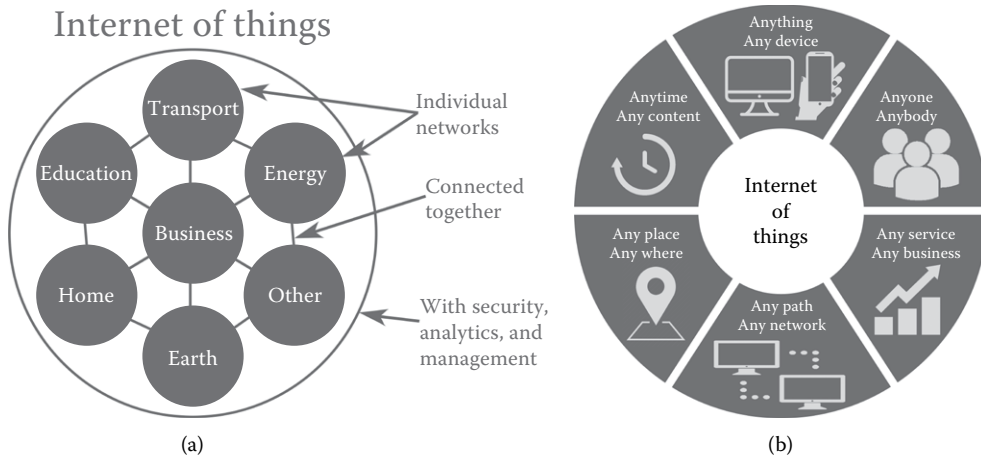 Internet of things
Transport
Education
Energy
Business
Home
Other
Earth
Individual
networks
Connected
together
With security,
analytics, and
management
(a)
Anything
Any device
Anytime
Any content
Anyone
Anybody
Internet
of
things
Any place
Any where
Any service
Any business
Any path
Any network
(b)